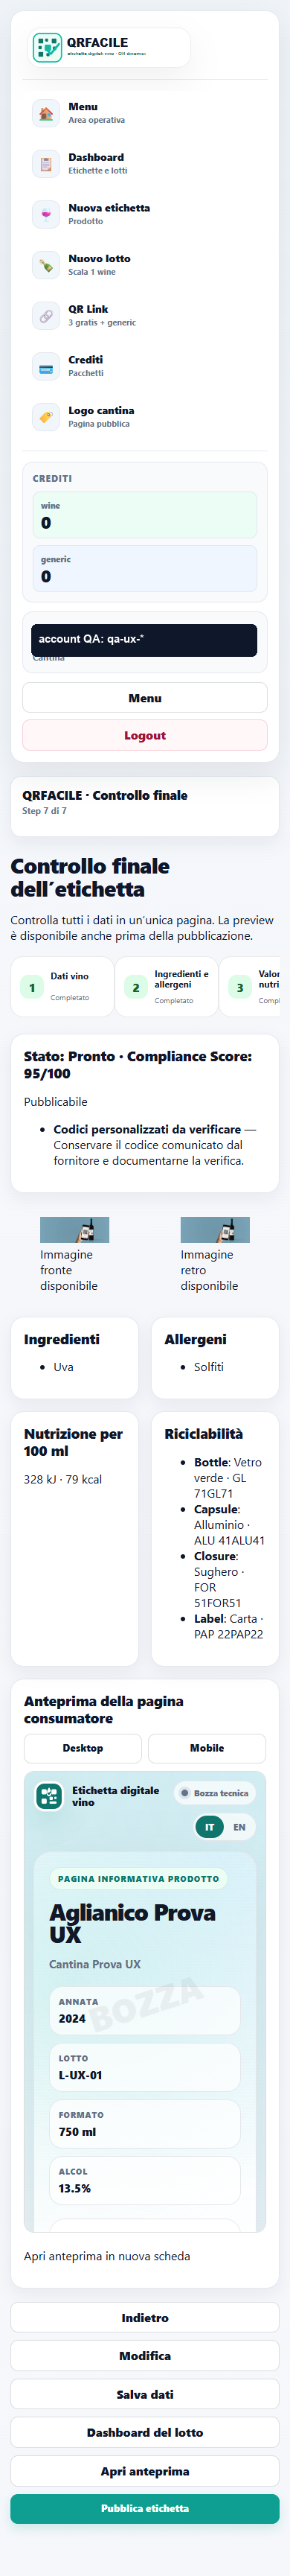 QRFACILE
etichette digitali vino · QR dinamici
Menu
Area operativa
Dashboard
Etichette e lotti
Nuova etichetta
Prodotto
Nuovo lotto
Scala 1 wine
QR Link
3 gratis + generic
Crediti
Pacchetti
Logo cantina
Pagina pubblica
CREDITI
wine
0
generic
0
account QA: qa-ux-*
Cantina
Menu
Logout
QRFACILE · Controllo finale
Step 7 di 7
Controllo finale
dell'etichetta
Controlla tutti i dati in un'unica pagina. La preview
è disponibile anche prima della pubblicazione.
1
Dati vino
Completato
2
Ingredienti e
allergeni
Completato
3
Valor
nutri
Compl
Stato: Pronto · Compliance Score:
95/100
Pubblicabile
• Codici personalizzati da verificare —
Conservare il codice comunicato dal
fornitore e documentarne la verifica.
Immagine
fronte
disponibile
Immagine
retro
disponibile
Ingredienti
• Uva
Allergeni
• Solfiti
Nutrizione per
100 ml
328 kJ · 79 kcal
Riciclabilità
• Bottle: Vetro
verde · GL
71GL71
• Capsule:
Alluminio ·
ALU 41ALU41
• Closure:
Sughero ·
FOR
51FOR51
• Label: Carta ·
PAP 22PAP22
Anteprima della pagina
consumatore
Desktop
Mobile
Etichetta digitale
vino
Bozza tecnica
IT
EN
PAGINA INFORMATIVA PRODOTTO
Aglianico Prova
UX
Cantina Prova UX
BOZZA
ANNATA
2024
LOTTO
L-UX-01
FORMATO
750 ml
ALCOL
13.5%
Apri anteprima in nuova scheda
Indietro
Modifica
Salva dati
Dashboard del lotto
Apri anteprima
Pubblica etichetta